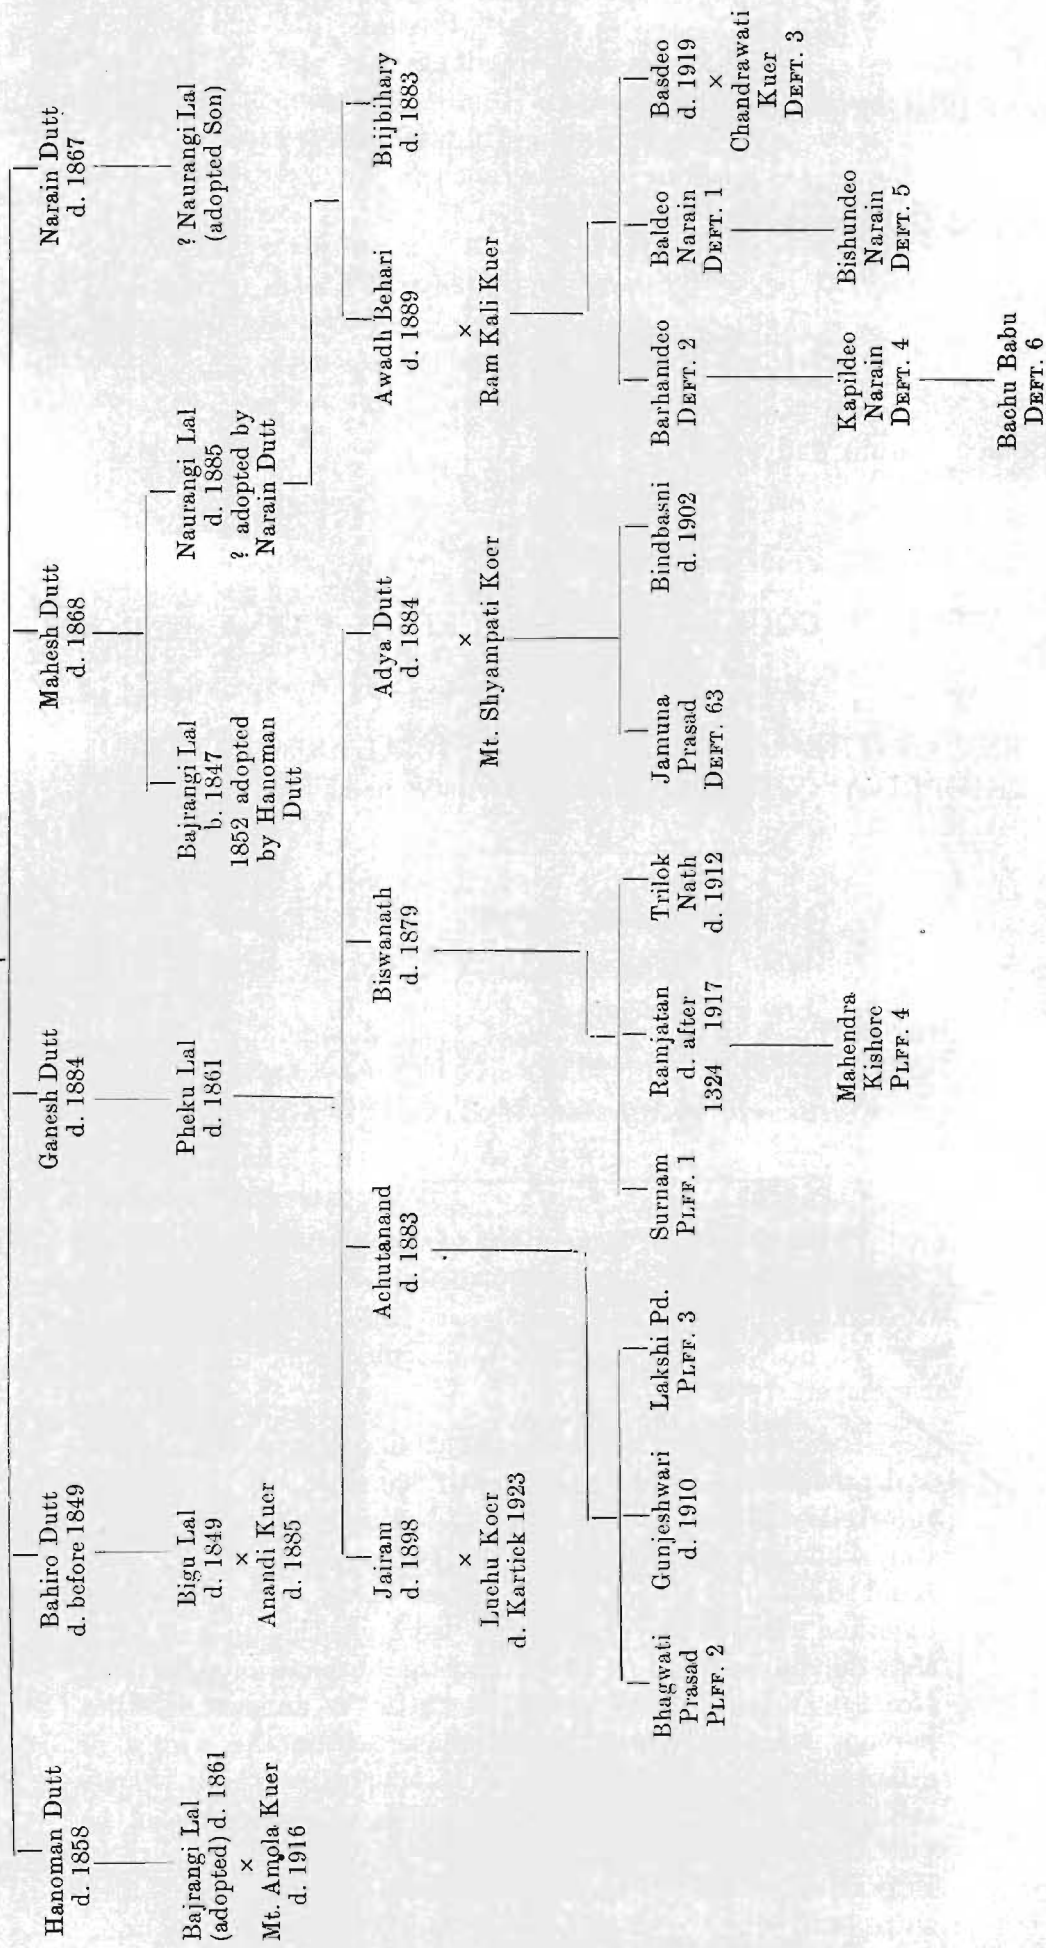 Hanoman Dutt
d. 1858
Bahiro Dutt
d. before 1849
Ganesh Dutt
d. 1884
Mahesh Dutt
d. 1868
Narain Dutt
d. 1867
Bajrangi Lal
(adopted) d. 1861
×
Mt. Amola Kuer
d. 1916
Bigu Lal
d. 1849
×
Anandi Kuer
d. 1885
Pheku Lal
d. 1861
Bajrangi Lal
b. 1847
1852 adopted
by Hanoman
Dutt
Naurangi Lal
d. 1885
? adopted by
Narain Dutt
? Naurangi Lal
(adopted Son)
Jairam
d. 1898
×
Luchu Koer
d. Kartick 1923
Achutanand
d. 1883
Biswanath
d. 1879
Adya Dutt
d. 1884
×
Mt. Shyampati Koer
Awadh Behari
d. 1889
×
Ram Kali Kuer
Brijbihary
d. 1883
Bhagwati
Prasad
PLFF. 2
Gunjeshwari
d. 1910
Lakshi Pd.
PLFF. 3
Surnam
PLFF. 1
Ramjatan
d. after
1324 1917
Trilok
Nath
d. 1912
Jamuna
Prasad
DEFT. 63
Bindbasni
d. 1902
Barhamdeo
DEFT. 2
Baldeo
Narain
DEFT. 1
Basdeo
d. 1919
×
Chandrawati
Kuer
DEFT. 3
Mahendra
Kishore
PLFF. 4
Kapildeo
Narain
DEFT. 4
Bishundeo
Narain
DEFT. 5
Bachu Babu
DEFT. 6